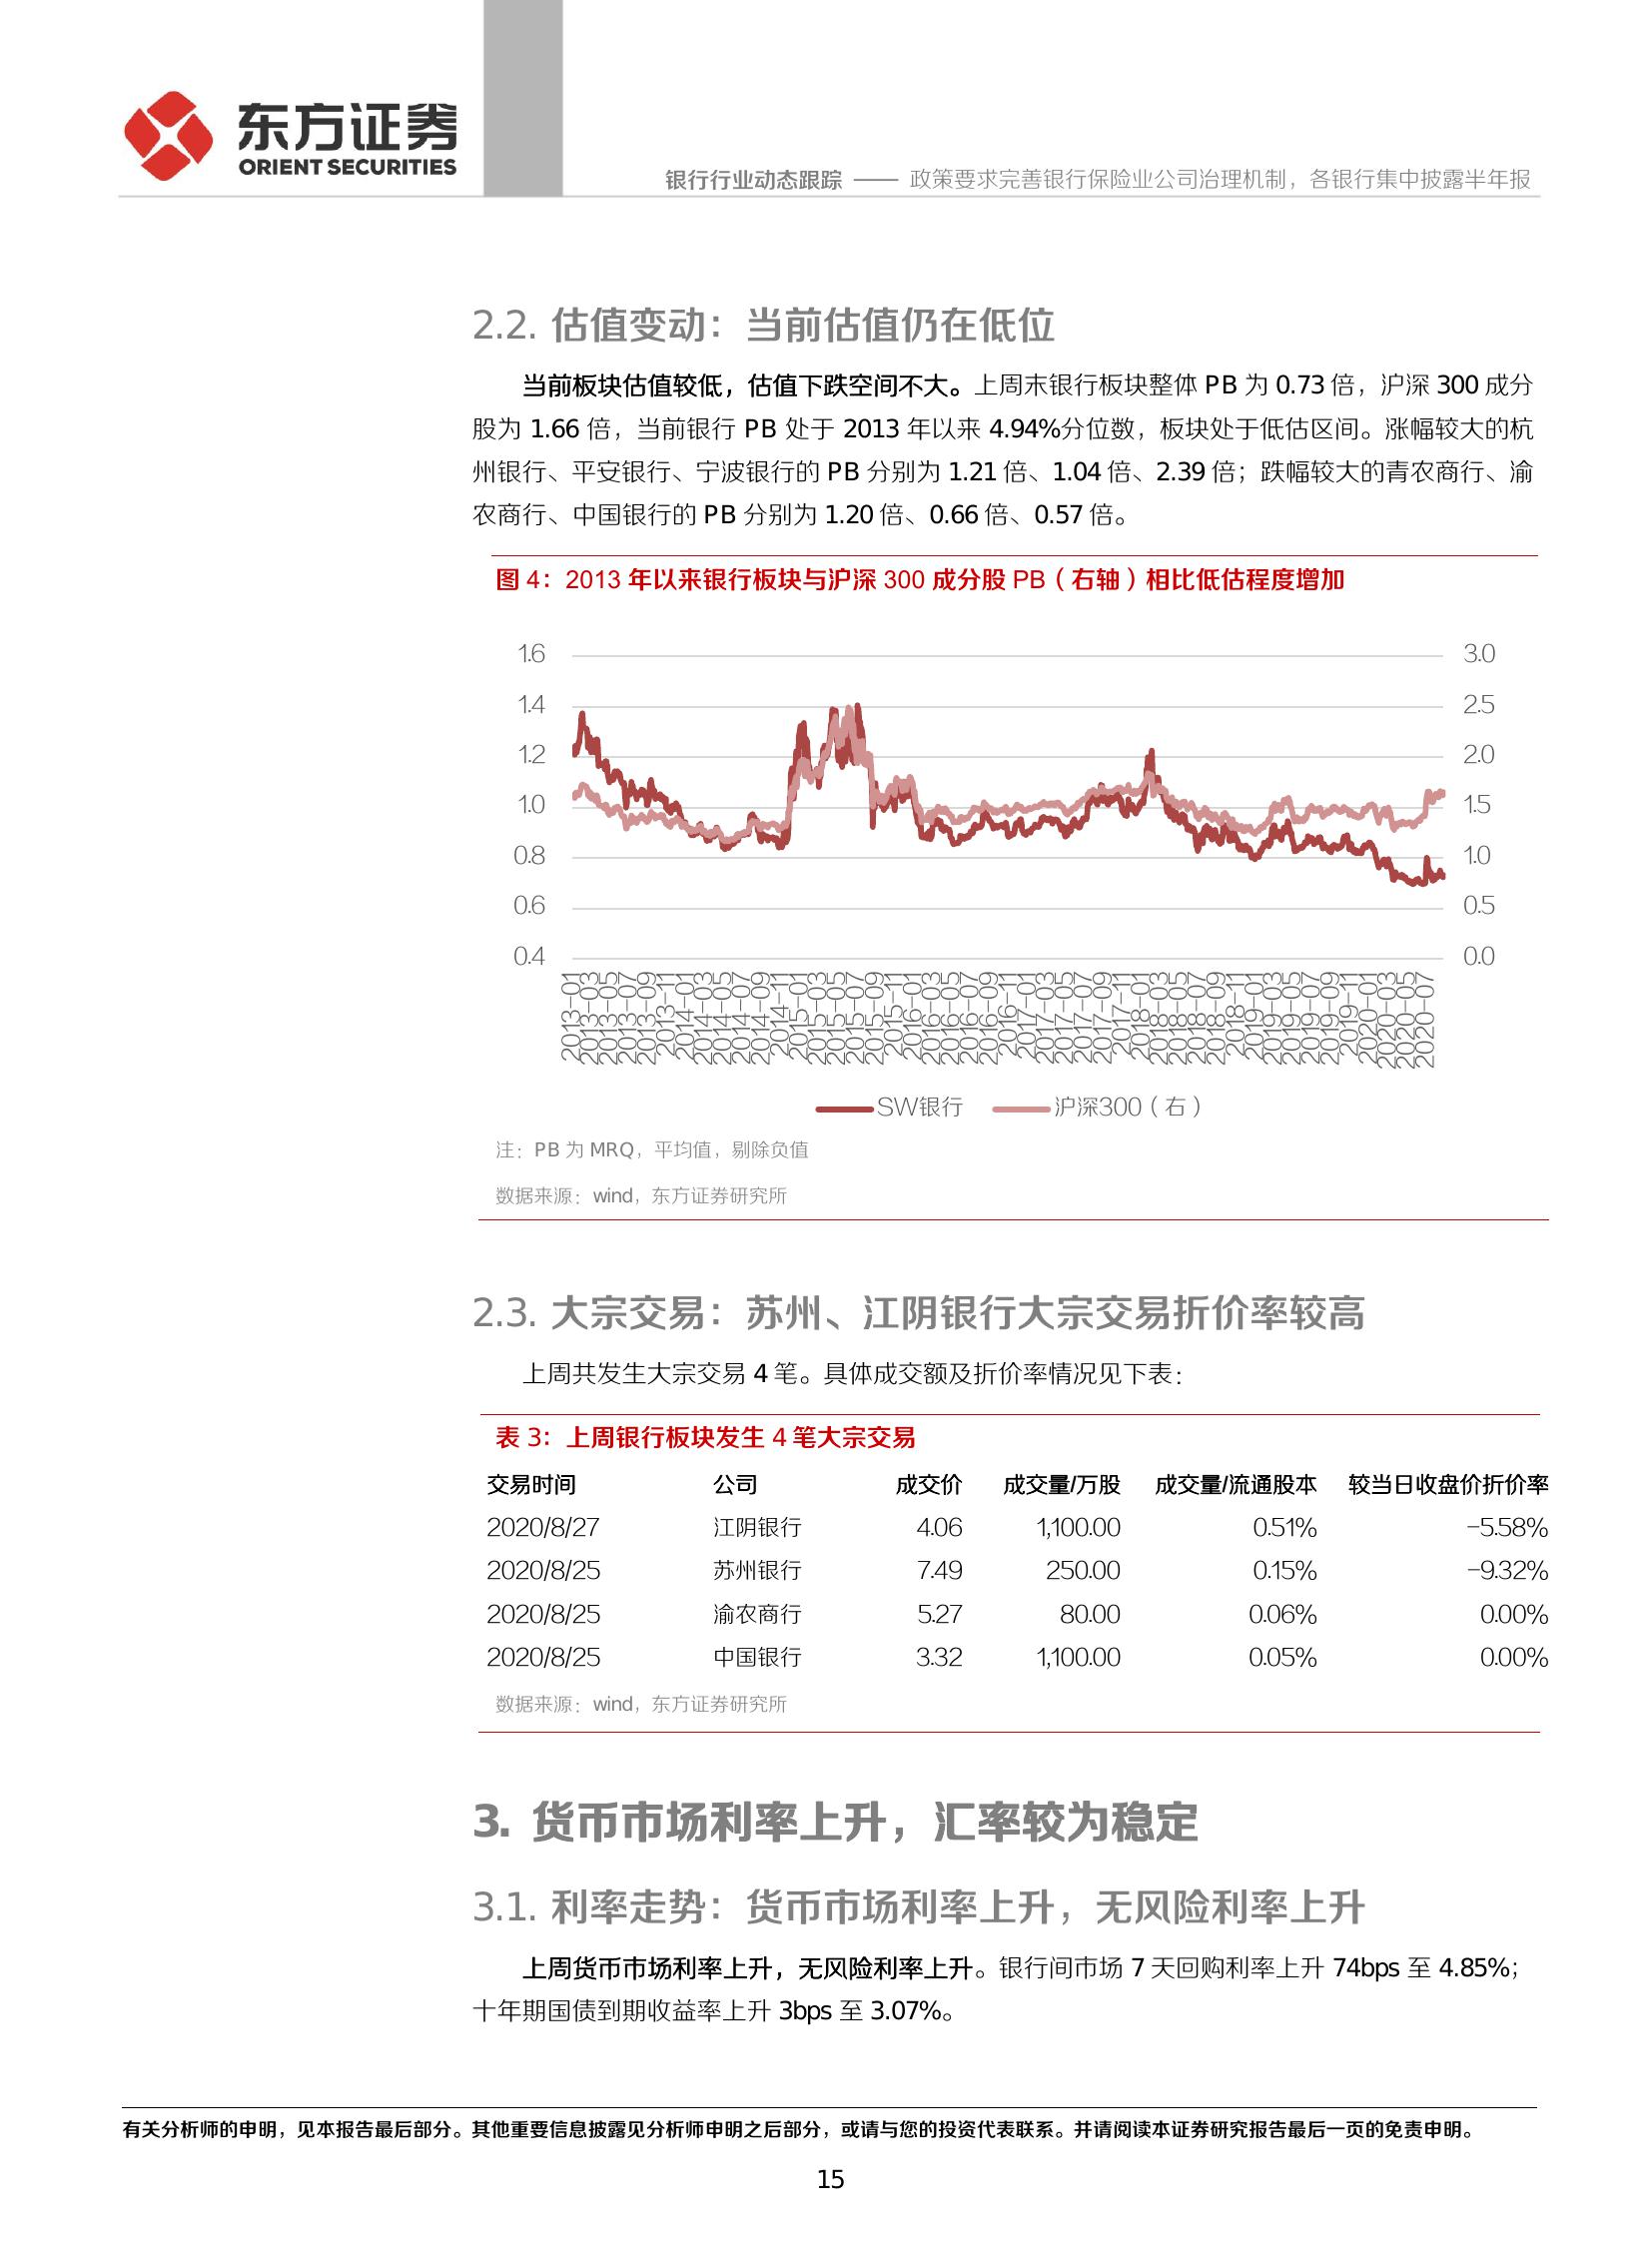 东方证券
ORIENT SECURITIES
银行行业动态跟踪 —— 政策要求完善银行保险业公司治理机制，各银行集中披露半年报
2.2. 估值变动：当前估值仍在低位
当前板块估值较低，估值下跌空间不大。上周末银行板块整体 PB 为 0.73 倍，沪深 300 成分
股为 1.66 倍，当前银行 PB 处于 2013 年以来 4.94%分位数，板块处于低估区间。涨幅较大的杭
州银行、平安银行、宁波银行的 PB 分别为 1.21 倍、1.04 倍、2.39 倍；跌幅较大的青农商行、渝
农商行、中国银行的 PB 分别为 1.20 倍、0.66 倍、0.57 倍。
图 4：2013 年以来银行板块与沪深 300 成分股 PB（右轴）相比低估程度增加
1.6 3.0
1.4 2.5
1.2 2.0
1.0 1.5
0.8 1.0
0.6 0.5
0.4 0.0
2013-01 2013-03 2013-05 2013-07 2013-09 2013-11 2014-01 2014-03 2014-05 2014-07 2014-09 2014-11 2015-01 2015-03 2015-05 2015-07 2015-09 2015-11 2016-01 2016-03 2016-05 2016-07 2016-09 2016-11 2017-01 2017-03 2017-05 2017-07 2017-09 2017-11 2018-01 2018-03 2018-05 2018-07 2018-09 2018-11 2019-01 2019-03 2019-05 2019-07 2019-09 2019-11 2020-01 2020-03 2020-05 2020-07
SW银行 沪深300（右）
注：PB 为 MRQ，平均值，剔除负值
数据来源：wind，东方证券研究所
2.3. 大宗交易：苏州、江阴银行大宗交易折价率较高
上周共发生大宗交易 4 笔。具体成交额及折价率情况见下表：
表 3：上周银行板块发生 4 笔大宗交易
交易时间 公司 成交价 成交量/万股 成交量/流通股本 较当日收盘价折价率
2020/8/27 江阴银行 4.06 1,100.00 0.51% -5.58%
2020/8/25 苏州银行 7.49 250.00 0.15% -9.32%
2020/8/25 渝农商行 5.27 80.00 0.06% 0.00%
2020/8/25 中国银行 3.32 1,100.00 0.05% 0.00%
数据来源：wind，东方证券研究所
3. 货币市场利率上升，汇率较为稳定
3.1. 利率走势：货币市场利率上升，无风险利率上升
上周货币市场利率上升，无风险利率上升。银行间市场 7 天回购利率上升 74bps 至 4.85%；
十年期国债到期收益率上升 3bps 至 3.07%。
有关分析师的申明，见本报告最后部分。其他重要信息披露见分析师申明之后部分，或请与您的投资代表联系。并请阅读本证券研究报告最后一页的免责申明。
15